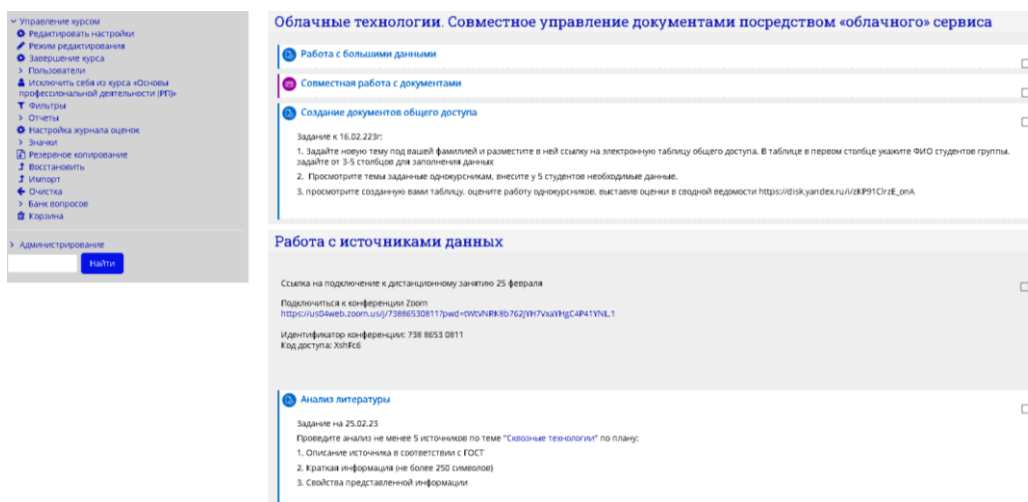 Управление курсом
Редактировать настройки
Режим редактирования
Завершение курса
Пользователи
Исключить себя из курса «Основы
профессиональной деятельности (РП)»
Фильтры
Отчеты
Настройка журнала оценок
Значки
Резервное копирование
Восстановить
Импорт
Очистка
Банк вопросов
Корзина
Администрирование
Найти
Облачные технологии. Совместное управление документами посредством «облачного» сервиса
Работа с большими данными
Совместная работа с документами
Создание документов общего доступа
Задание к 16.02.223г:
1. Задайте новую тему под вашей фамилией и разместите в ней ссылку на электронную таблицу общего доступа. В таблице в первом столбце укажите ФИО студентов группы,
задайте от 3-5 столбцов для заполнения данных
2. Просмотрите темы заданные однокурсникам, внесите у 5 студентов необходимые данные.
3. просмотрите созданную вами таблицу, оцените работу однокурсников, выставив оценки в сводной ведомости https://disk.yandex.ru/i/zKP91ClrzE_onA
Работа с источниками данных
Ссылка на подключение к дистанционному занятию 25 февраля
Подключиться к конференции Zoom
https://us04web.zoom.us/j/73886530811?pwd=tWtVNRK8b762jYH7VxaYHgC4P41YNL.1
Идентификатор конференции: 738 8653 0811
Код доступа: XshFc6
Анализ литературы
Задание на 25.02.23
Проведите анализ не менее 5 источников по теме "Сквозные технологии" по плану:
1. Описание источника в соответствии с ГОСТ
2. Краткая информация (не более 250 символов)
3. Свойства представленной информации